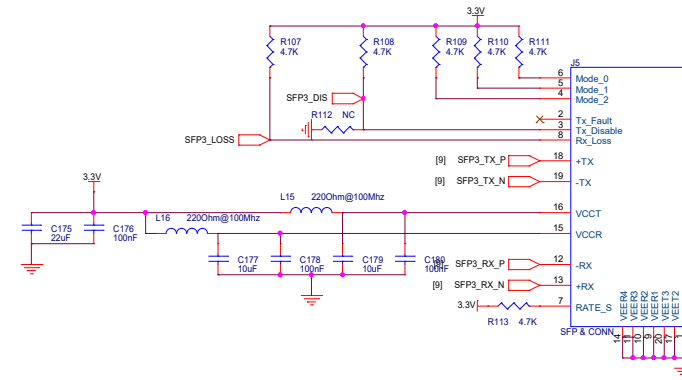 3.3V
R107
4.7K
R108
4.7K
R109
4.7K
R110
4.7K
R111
4.7K
J5
6
Mode_0
5
Mode_1
4
Mode_2
SFP3_DIS
R112 NC
2
Tx_Fault
3
Tx_Disable
SFP3_LOSS
8
Rx_Loss
[9] SFP3_TX_P
18
+TX
[9] SFP3_TX_N
19
-TX
3.3V
L15 220Ohm@100Mhz
16
VCCT
L16 220Ohm@100Mhz
15
VCCR
C175
22uF
C176
100nF
C177
10uF
C178
100nF
C179
10uF
C180
100nF
[9] SFP3_RX_P
12
-RX
[9] SFP3_RX_N
13
+RX
3.3V
7
RATE_S
R113 4.7K
SFP & CONN
VEER4
VEER3
VEER2
VEER1
VEET3
VEET2
14
11
10
9
20
17
1